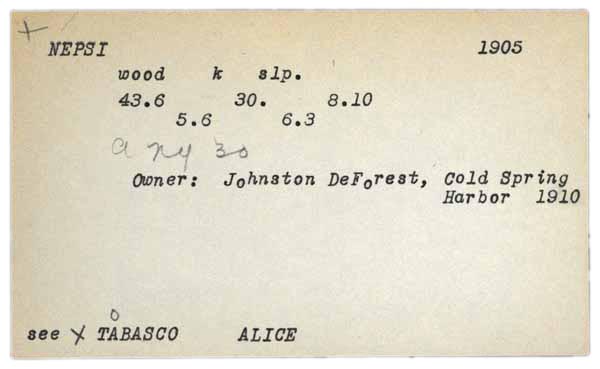 NEPSI 1905
wood k slp.
43.6 30. 8.10
5.6 6.3
a ny 30
Owner: Johnston DeForest, Cold Spring
Harbor 1910
see X TABASCO ALICE